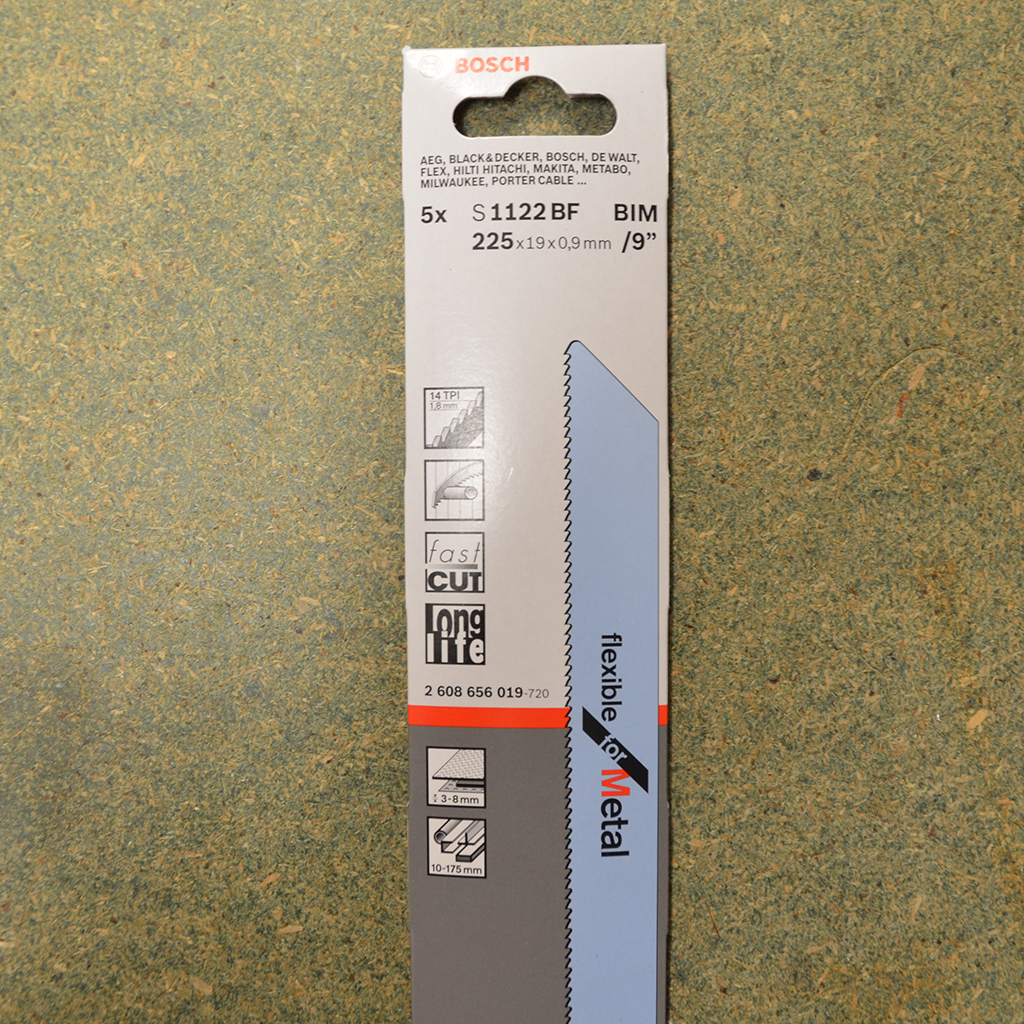 BOSCH
AEG, BLACK & DECKER, BOSCH, DE WALT,
FLEX, HILTI HITACHI, MAKITA, METABO,
MILWAUKEE, PORTER CABLE ...
5x S 1122 BF BIM
225 x 19 x 0,9 mm /9”
14 TPI
1,8 mm
fast
CUT
long
life
2 608 656 019-720
flexible
for
Metal
3-8 mm
10-175 mm